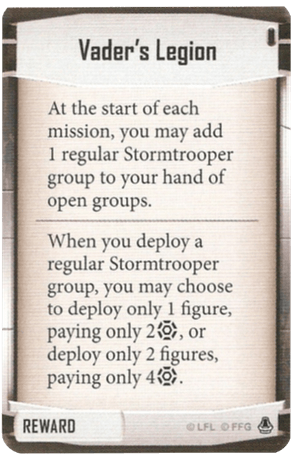 Vader's Legion
At the start of each
mission, you may add
1 regular Stormtrooper
group to your hand of
open groups.
When you deploy a
regular Stormtrooper
group, you may choose
to deploy only 1 figure,
paying only 2, or
deploy only 2 figures,
paying only 4.
REWARD
© LFL © FFG